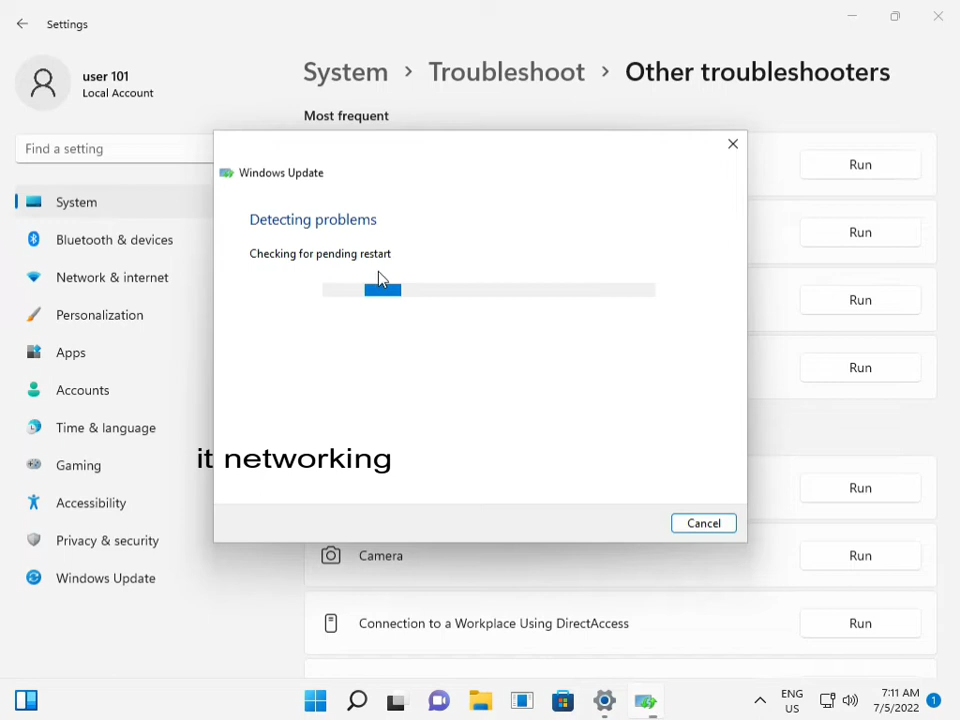 Settings
user 101
Local Account
Find a setting
System
Bluetooth & devices
Network & internet
Personalization
Apps
Accounts
Time & language
Gaming
Accessibility
Privacy & security
Windows Update
System > Troubleshoot > Other troubleshooters
Most frequent
Run
Run
Run
Run
Run
Camera
Run
Connection to a Workplace Using DirectAccess
Run
Windows Update
Detecting problems
Checking for pending restart
it networking
Cancel
ENG
US
7:11 AM
7/5/2022
1